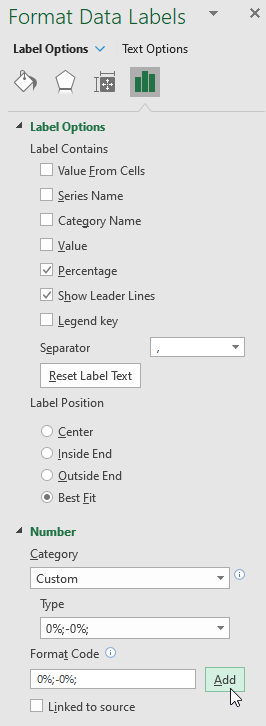 Format Data Labels
Label Options Text Options
Label Options
Label Contains
Value From Cells
Series Name
Category Name
Value
Percentage
Show Leader Lines
Legend key
Separator ,
Reset Label Text
Label Position
Center
Inside End
Outside End
Best Fit
Number
Category
Custom
Type
0%;-0%;
Format Code
0%;-0%; Add
Linked to source